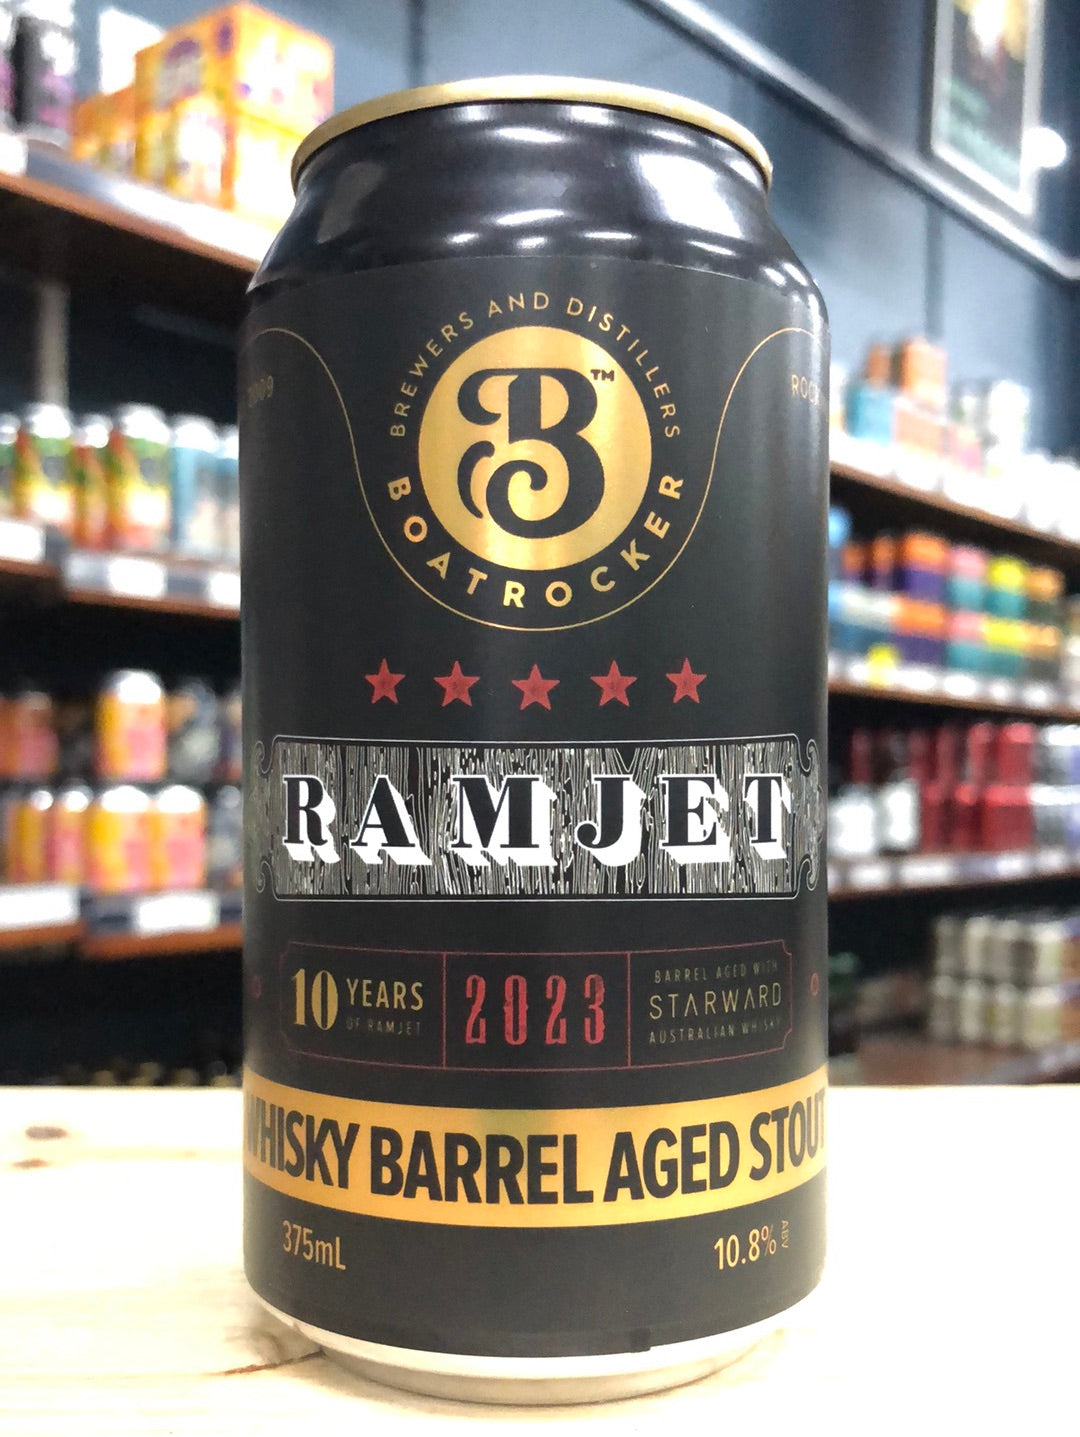 BREWERS AND DISTILLERS
B™
BOATROCKER
RAMJET
10 YEARS
OF RAMJET
2023
BARREL AGED WITH
STARWARD
AUSTRALIAN WHISKY
WHISKY BARREL AGED STOUT
375mL
10.8% ABV